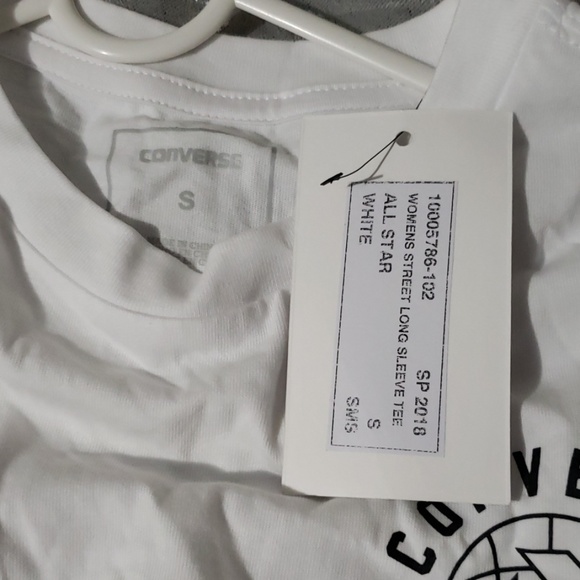 CONVERSE
S
10005786-102 SP 2018
WOMENS STREET LONG SLEEVE TEE
ALL STAR S
WHITE SMS
CONVE